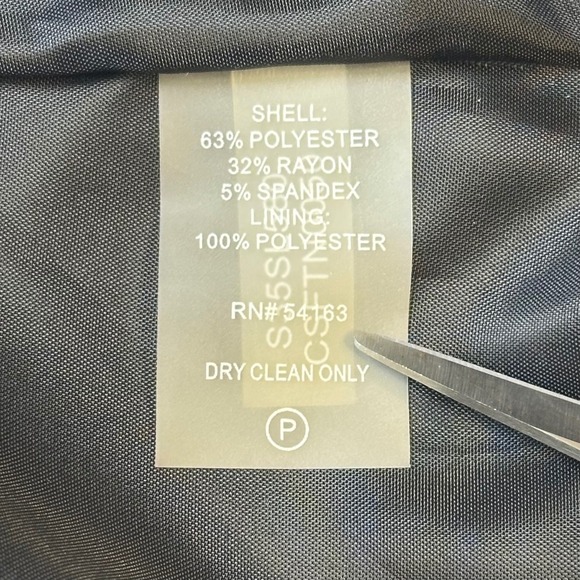 SHELL:
63% POLYESTER
32% RAYON
5% SPANDEX
LINING:
100% POLYESTER
RN# 54163
DRY CLEAN ONLY
P